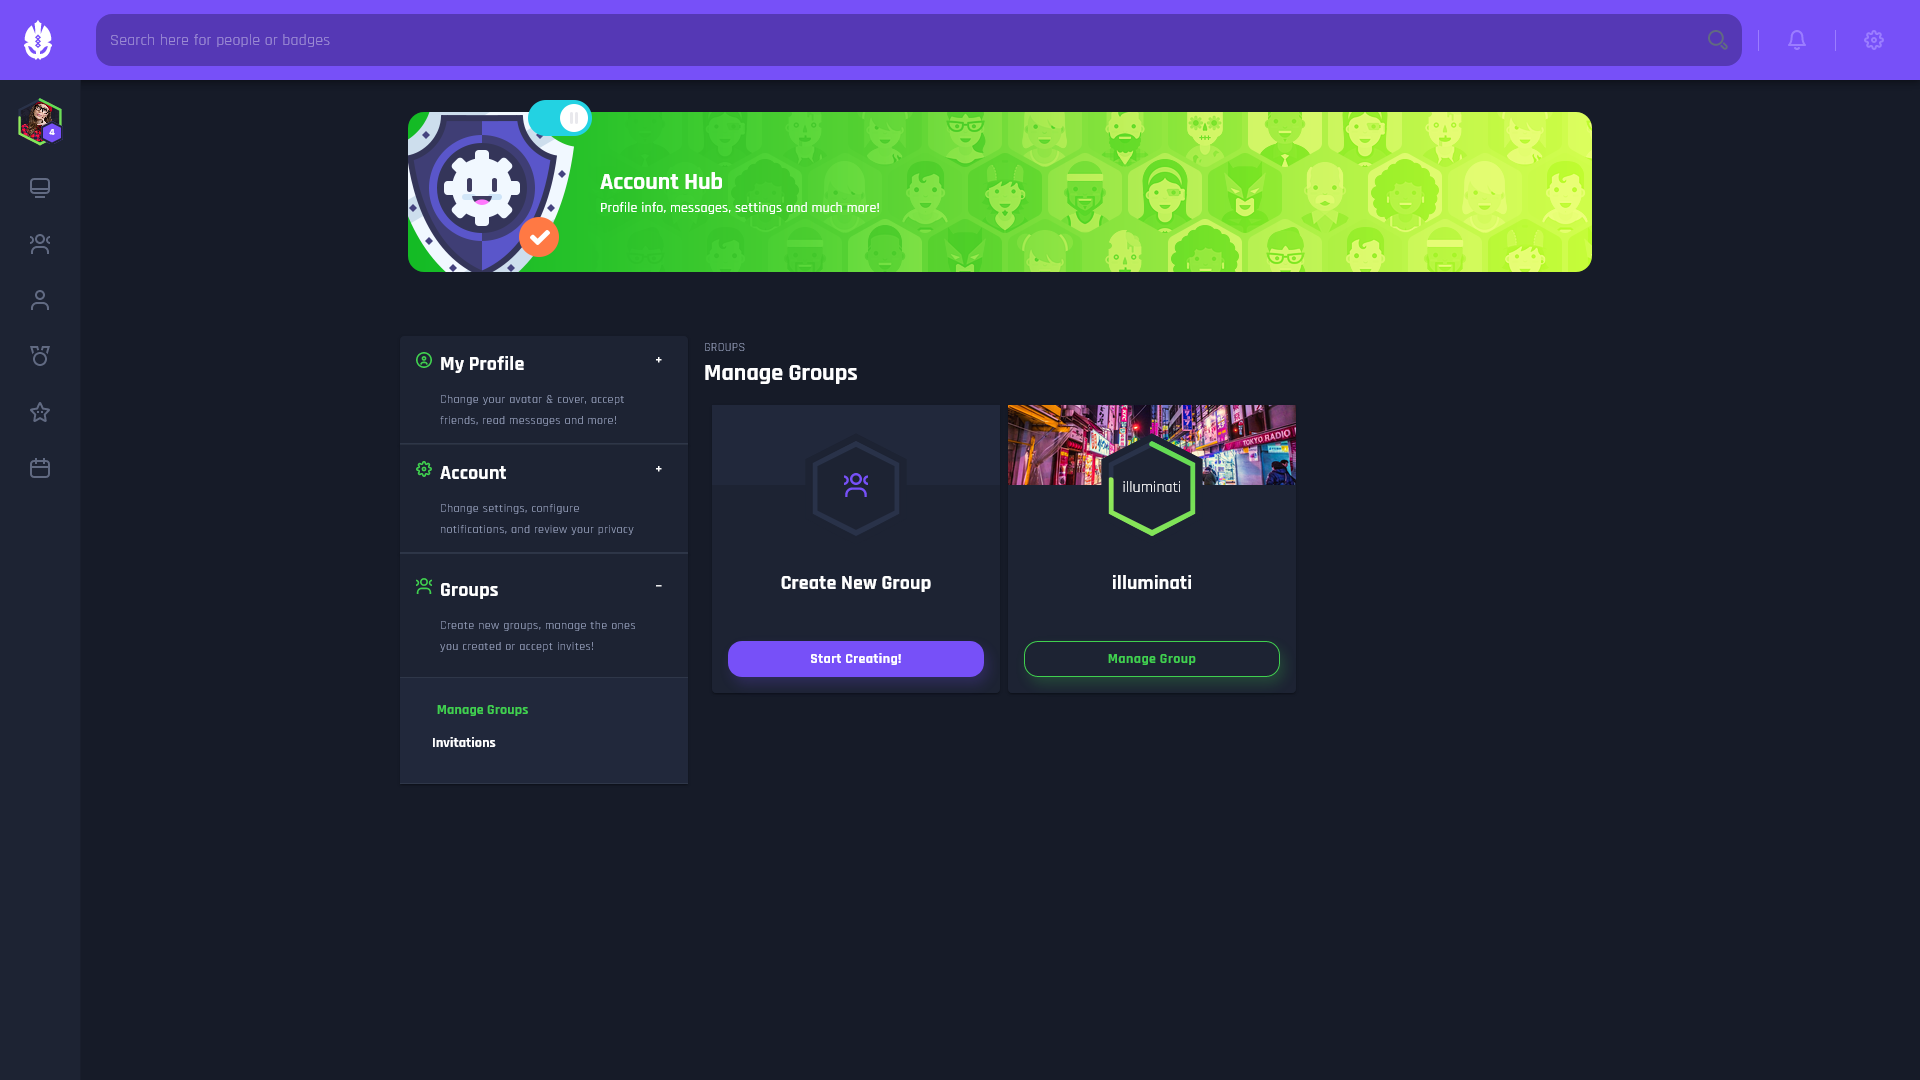 Search here for people or badges
4
Account Hub
Profile info, messages, settings and much more!
My Profile
+
Change your avatar & cover, accept
friends, read messages and more!
Account
+
Change settings, configure
notifications, and review your privacy
Groups
–
Create new groups, manage the ones
you created or accept invites!
Manage Groups
Invitations
GROUPS
Manage Groups
Create New Group
Start Creating!
TOKYO RADIO
illuminati
illuminati
Manage Group